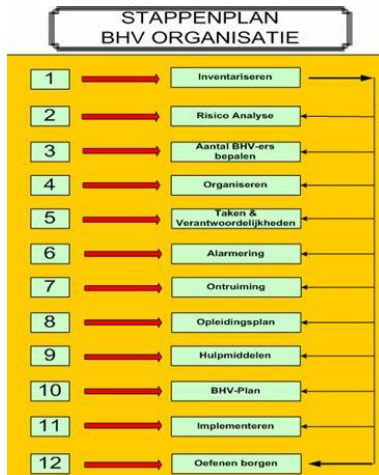 STAPPENPLAN
BHV ORGANISATIE
1 Inventariseren
2 Risico Analyse
3 Aantal BHV-ers
bepalen
4 Organiseren
5 Taken &
Verantwoordelijkheden
6 Alarmering
7 Ontruiming
8 Opleidingsplan
9 Hulpmiddelen
10 BHV-Plan
11 Implementeren
12 Oefenen borgen